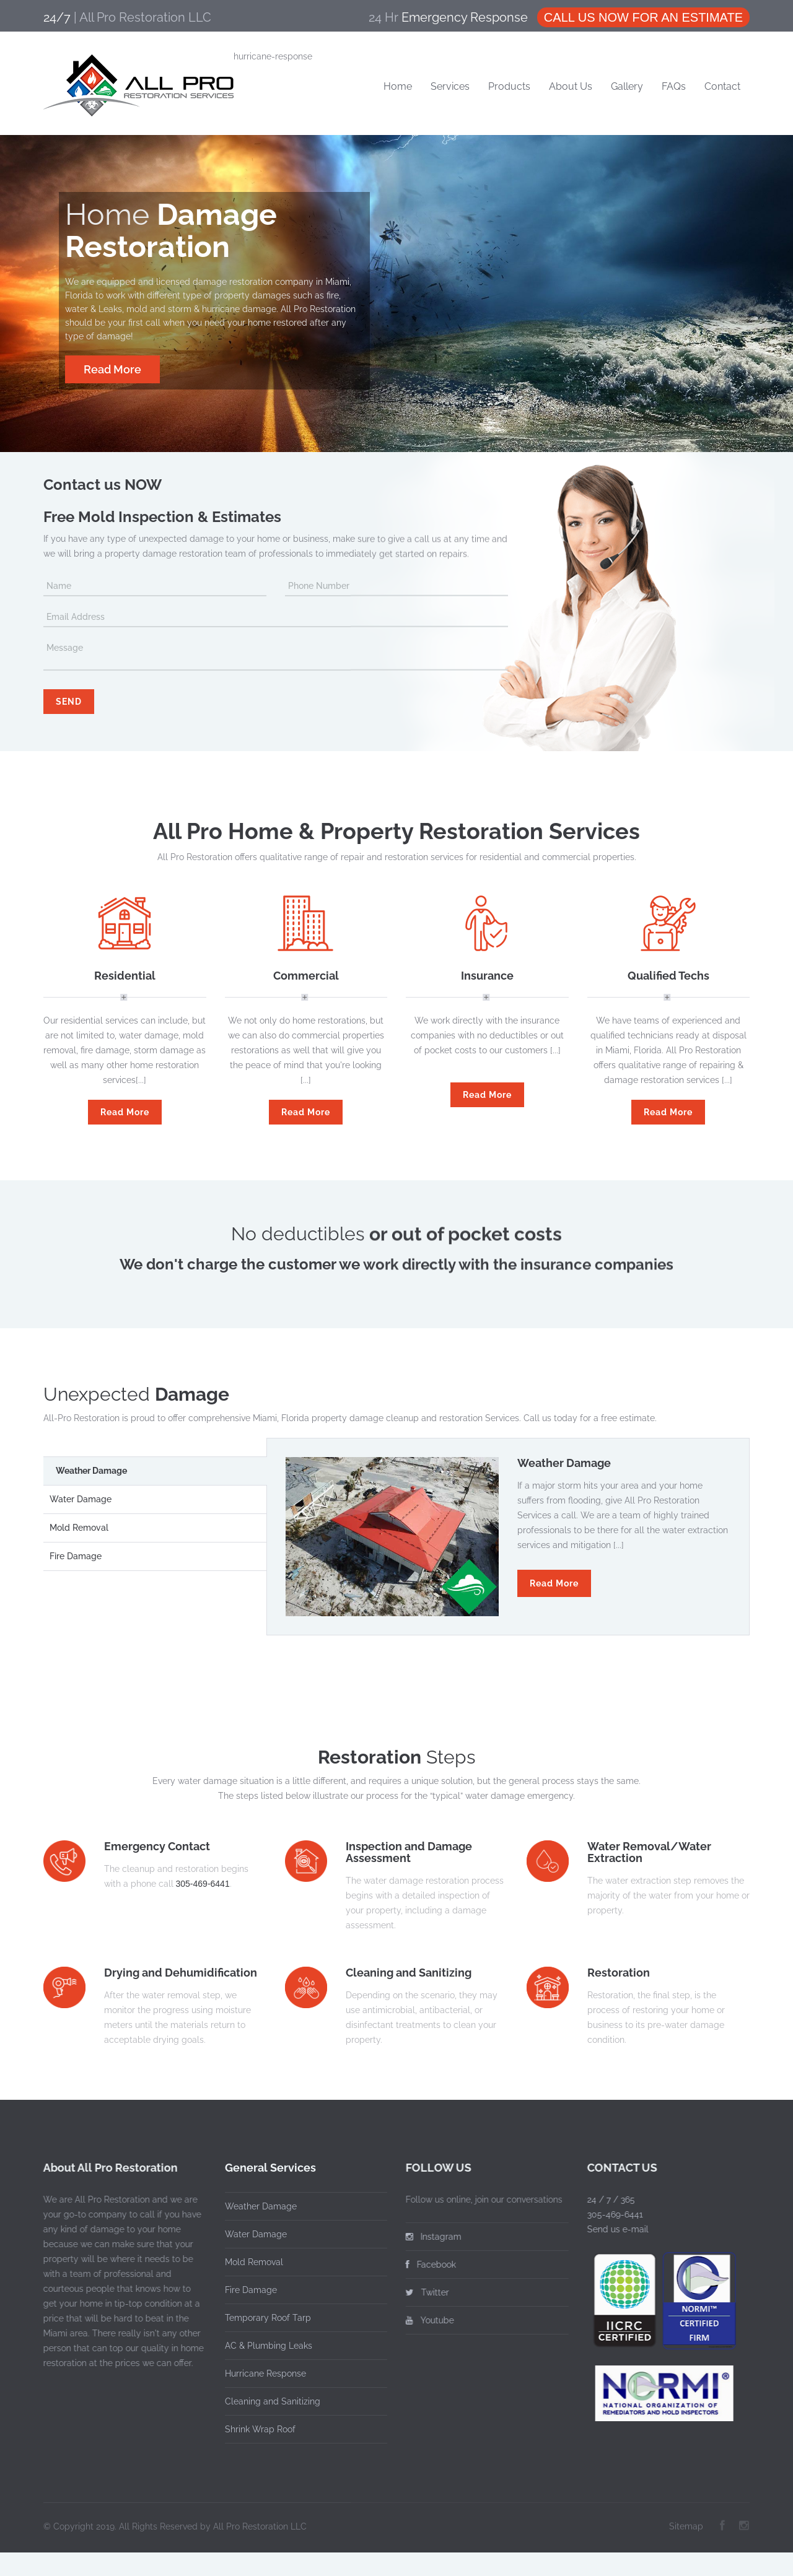 24/7 | All Pro Restoration LLC
24 Hr Emergency Response
CALL US NOW FOR AN ESTIMATE
ALL PRO
RESTORATION SERVICES
hurricane-response
Home
Services
Products
About Us
Gallery
FAQs
Contact
Home Damage
Restoration
We are equipped and licensed damage restoration company in Miami,
Florida to work with different type of property damages such as fire,
water & Leaks, mold and storm & hurricane damage. All Pro Restoration
should be your first call when you need your home restored after any
type of damage!
Read More
Contact us NOW
Free Mold Inspection & Estimates
If you have any type of unexpected damage to your home or business, make sure to give a call us at any time and
we will bring a property damage restoration team of professionals to immediately get started on repairs.
Name
Phone Number
Email Address
Message
SEND
All Pro Home & Property Restoration Services
All Pro Restoration offers qualitative range of repair and restoration services for residential and commercial properties.
Residential
Our residential services can include, but
are not limited to, water damage, mold
removal, fire damage, storm damage as
well as many other home restoration
services[...]
Read More
Commercial
We not only do home restorations, but
we can also do commercial properties
restorations as well that will give you
the peace of mind that you're looking
[...]
Read More
Insurance
We work directly with the insurance
companies with no deductibles or out
of pocket costs to our customers [...]
Read More
Qualified Techs
We have teams of experienced and
qualified technicians ready at disposal
in Miami, Florida. All Pro Restoration
offers qualitative range of repairing &
damage restoration services [...]
Read More
No deductibles or out of pocket costs
We don't charge the customer we work directly with the insurance companies
Unexpected Damage
All-Pro Restoration is proud to offer comprehensive Miami, Florida property damage cleanup and restoration Services. Call us today for a free estimate.
Weather Damage
Water Damage
Mold Removal
Fire Damage
Weather Damage
If a major storm hits your area and your home
suffers from flooding, give All Pro Restoration
Services a call. We are a team of highly trained
professionals to be there for all the water extraction
services and mitigation [...]
Read More
Restoration Steps
Every water damage situation is a little different, and requires a unique solution, but the general process stays the same.
The steps listed below illustrate our process for the "typical" water damage emergency.
Emergency Contact
The cleanup and restoration begins
with a phone call 305-469-6441
Inspection and Damage
Assessment
The water damage restoration process
begins with a detailed inspection of
your property, including a damage
assessment.
Water Removal/Water
Extraction
The water extraction step removes the
majority of the water from your home or
property.
Drying and Dehumidification
After the water removal step, we
monitor the progress using moisture
meters until the materials return to
acceptable drying goals.
Cleaning and Sanitizing
Depending on the scenario, they may
use antimicrobial, antibacterial, or
disinfectant treatments to clean your
property.
Restoration
Restoration, the final step, is the
process of restoring your home or
business to its pre-water damage
condition.
About All Pro Restoration
We are All Pro Restoration and we are
your go-to company to call if you have
any kind of damage to your home
because we can make sure that your
property will be where it needs to be
with a team of professional and
courteous people that knows how to
get your home in tip-top condition at a
price that will be hard to beat in the
Miami area. There really isn't any other
person that can top our quality in home
restoration at the prices we can offer.
General Services
Weather Damage
Water Damage
Mold Removal
Fire Damage
Temporary Roof Tarp
AC & Plumbing Leaks
Hurricane Response
Cleaning and Sanitizing
Shrink Wrap Roof
FOLLOW US
Follow us online, join our conversations
Instagram
Facebook
Twitter
Youtube
CONTACT US
24 / 7 / 365
305-469-6441
Send us e-mail
IICRC
CERTIFIED
NORMI™
CERTIFIED
FIRM
NORMI®
NATIONAL ORGANIZATION OF
REMEDIATORS AND MOLD INSPECTORS
© Copyright 2019. All Rights Reserved by All Pro Restoration LLC
Sitemap